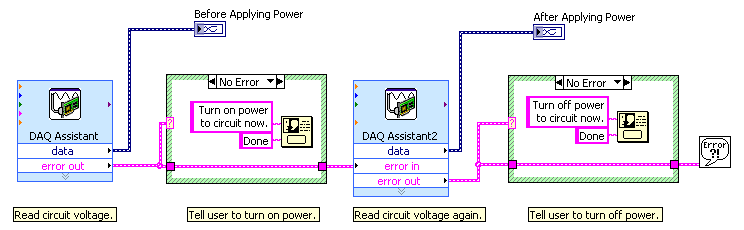 Before Applying Power
After Applying Power
No Error
Turn on power
to circuit now.
Done
DAQ Assistant
data
error out
?
No Error
Turn off power
to circuit now.
Done
DAQ Assistant2
data
error in
error out
?
Error
?!
Read circuit voltage.
Tell user to turn on power.
Read circuit voltage again.
Tell user to turn off power.